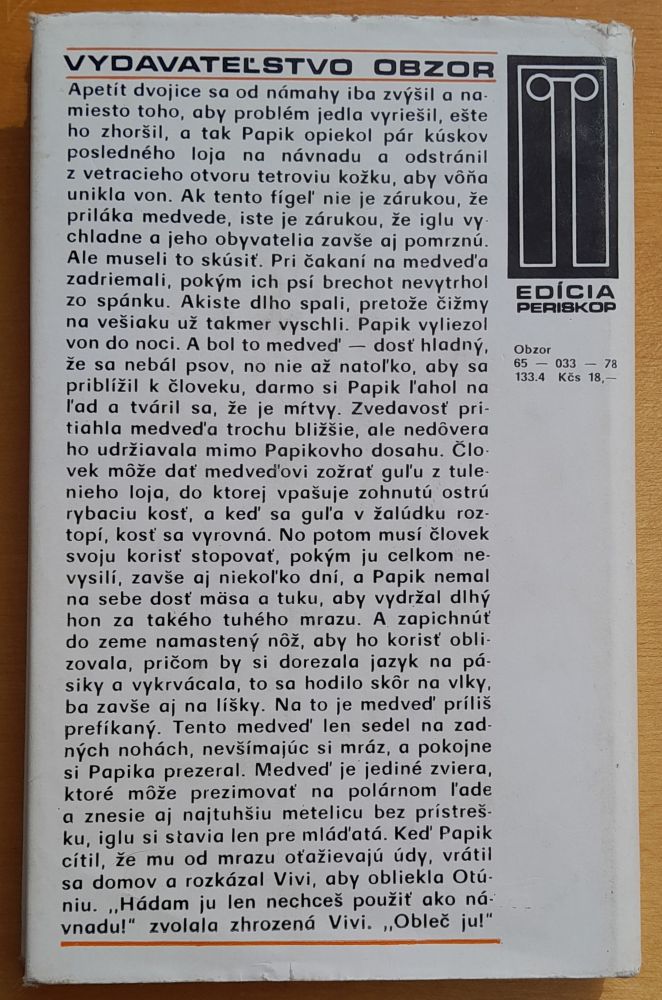 VYDAVATEĽSTVO OBZOR
Apetít dvojice sa od námahy iba zvýšil a na-
miesto toho, aby problém jedla vyriešil, ešte
ho zhoršil, a tak Papik opiekol pár kúskov
posledného loja na návnadu a odstránil
z vetracieho otvoru tetroviu kožku, aby vôňa
unikla von. Ak tento fígeľ nie je zárukou, že
priláka medvede, iste je zárukou, že iglu vy-
chladne a jeho obyvatelia zavše aj pomrznú.
Ale museli to skúsiť. Pri čakaní na medveďa
zadriemali, pokým ich psí brechot nevytrhol
zo spánku. Akiste dlho spali, pretože čižmy
na vešiaku už takmer vyschli. Papik vyliezol
von do noci. A bol to medveď — dosť hladný,
že sa nebál psov, no nie až natoľko, aby sa
priblížil k človeku, darmo si Papik ľahol na
ľad a tváril sa, že je mŕtvy. Zvedavosť pri-
tiahla medveďa trochu bližšie, ale nedôvera
ho udržiavala mimo Papikovho dosahu. Člo-
vek môže dať medveďovi zožrať guľu z tule-
nieho loja, do ktorej vpašuje zohnutú ostrú
rybaciu kosť, a keď sa guľa v žalúdku roz-
topí, kosť sa vyrovná. No potom musí človek
svoju korisť stopovať, pokým ju celkom ne-
vysilí, zavše aj niekoľko dní, a Papik nemal
na sebe dosť mäsa a tuku, aby vydržal dlhý
hon za takého tuhého mrazu. A zapichnúť
do zeme namastený nôž, aby ho korisť obli-
zovala, pričom by si dorezala jazyk na pá-
siky a vykrvácala, to sa hodilo skôr na vlky,
ba zavše aj na líšky. Na to je medveď príliš
prefíkaný. Tento medveď len sedel na zad-
ných nohách, nevšímajúc si mráz, a pokojne
si Papika prezeral. Medveď je jediné zviera,
ktoré môže prezimovať na polárnom ľade
a znesie aj najtuhšiu metelicu bez prístreš-
ku, iglu si stavia len pre mláďatá. Keď Papik
cítil, že mu od mrazu oťažievajú údy, vrátil
sa domov a rozkázal Vivi, aby obliekla Otú-
niu. „Hádam ju len nechceš použiť ako ná-
vnadu!" zvolala zhrozená Vivi. „Obleč ju!"
EDÍCIA
PERISKOP
Obzor
65 — 033 — 78
133.4 Kčs 18,—